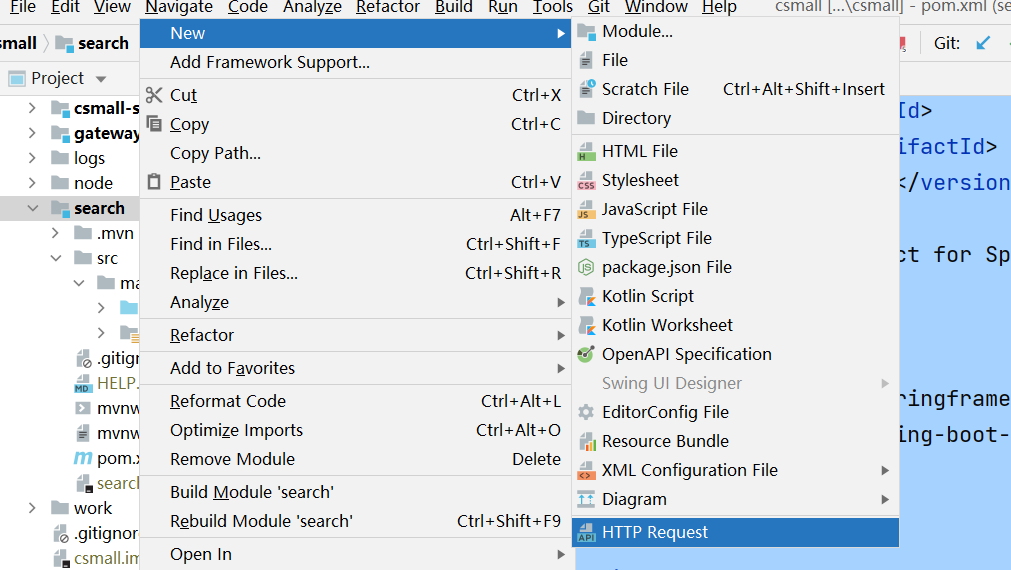 File Edit View Navigate Code Analyze Refactor Build Run Tools Git Window Help csmall [...\csmall] - pom.xml (se
small search Git:
Project
csmall-s
gateway
logs
node
search
.mvn
src
ma
.gitign
HELP.
mvnw
mvnw
pom.x
search
work
.gitignor
csmall.im
New
Add Framework Support...
Cut Ctrl+X
Copy Ctrl+C
Copy Path...
Paste Ctrl+V
Find Usages Alt+F7
Find in Files... Ctrl+Shift+F
Replace in Files... Ctrl+Shift+R
Analyze
Refactor
Add to Favorites
Reformat Code Ctrl+Alt+L
Optimize Imports Ctrl+Alt+O
Remove Module Delete
Build Module 'search'
Rebuild Module 'search' Ctrl+Shift+F9
Open In
Module...
File
Scratch File Ctrl+Alt+Shift+Insert
Directory
HTML File
Stylesheet
JavaScript File
TypeScript File
package.json File
Kotlin Script
Kotlin Worksheet
OpenAPI Specification
Swing UI Designer
EditorConfig File
Resource Bundle
XML Configuration File
Diagram
HTTP Request
Id>
ifactId>
</version
ct for Sp
ringframe
ing-boot-